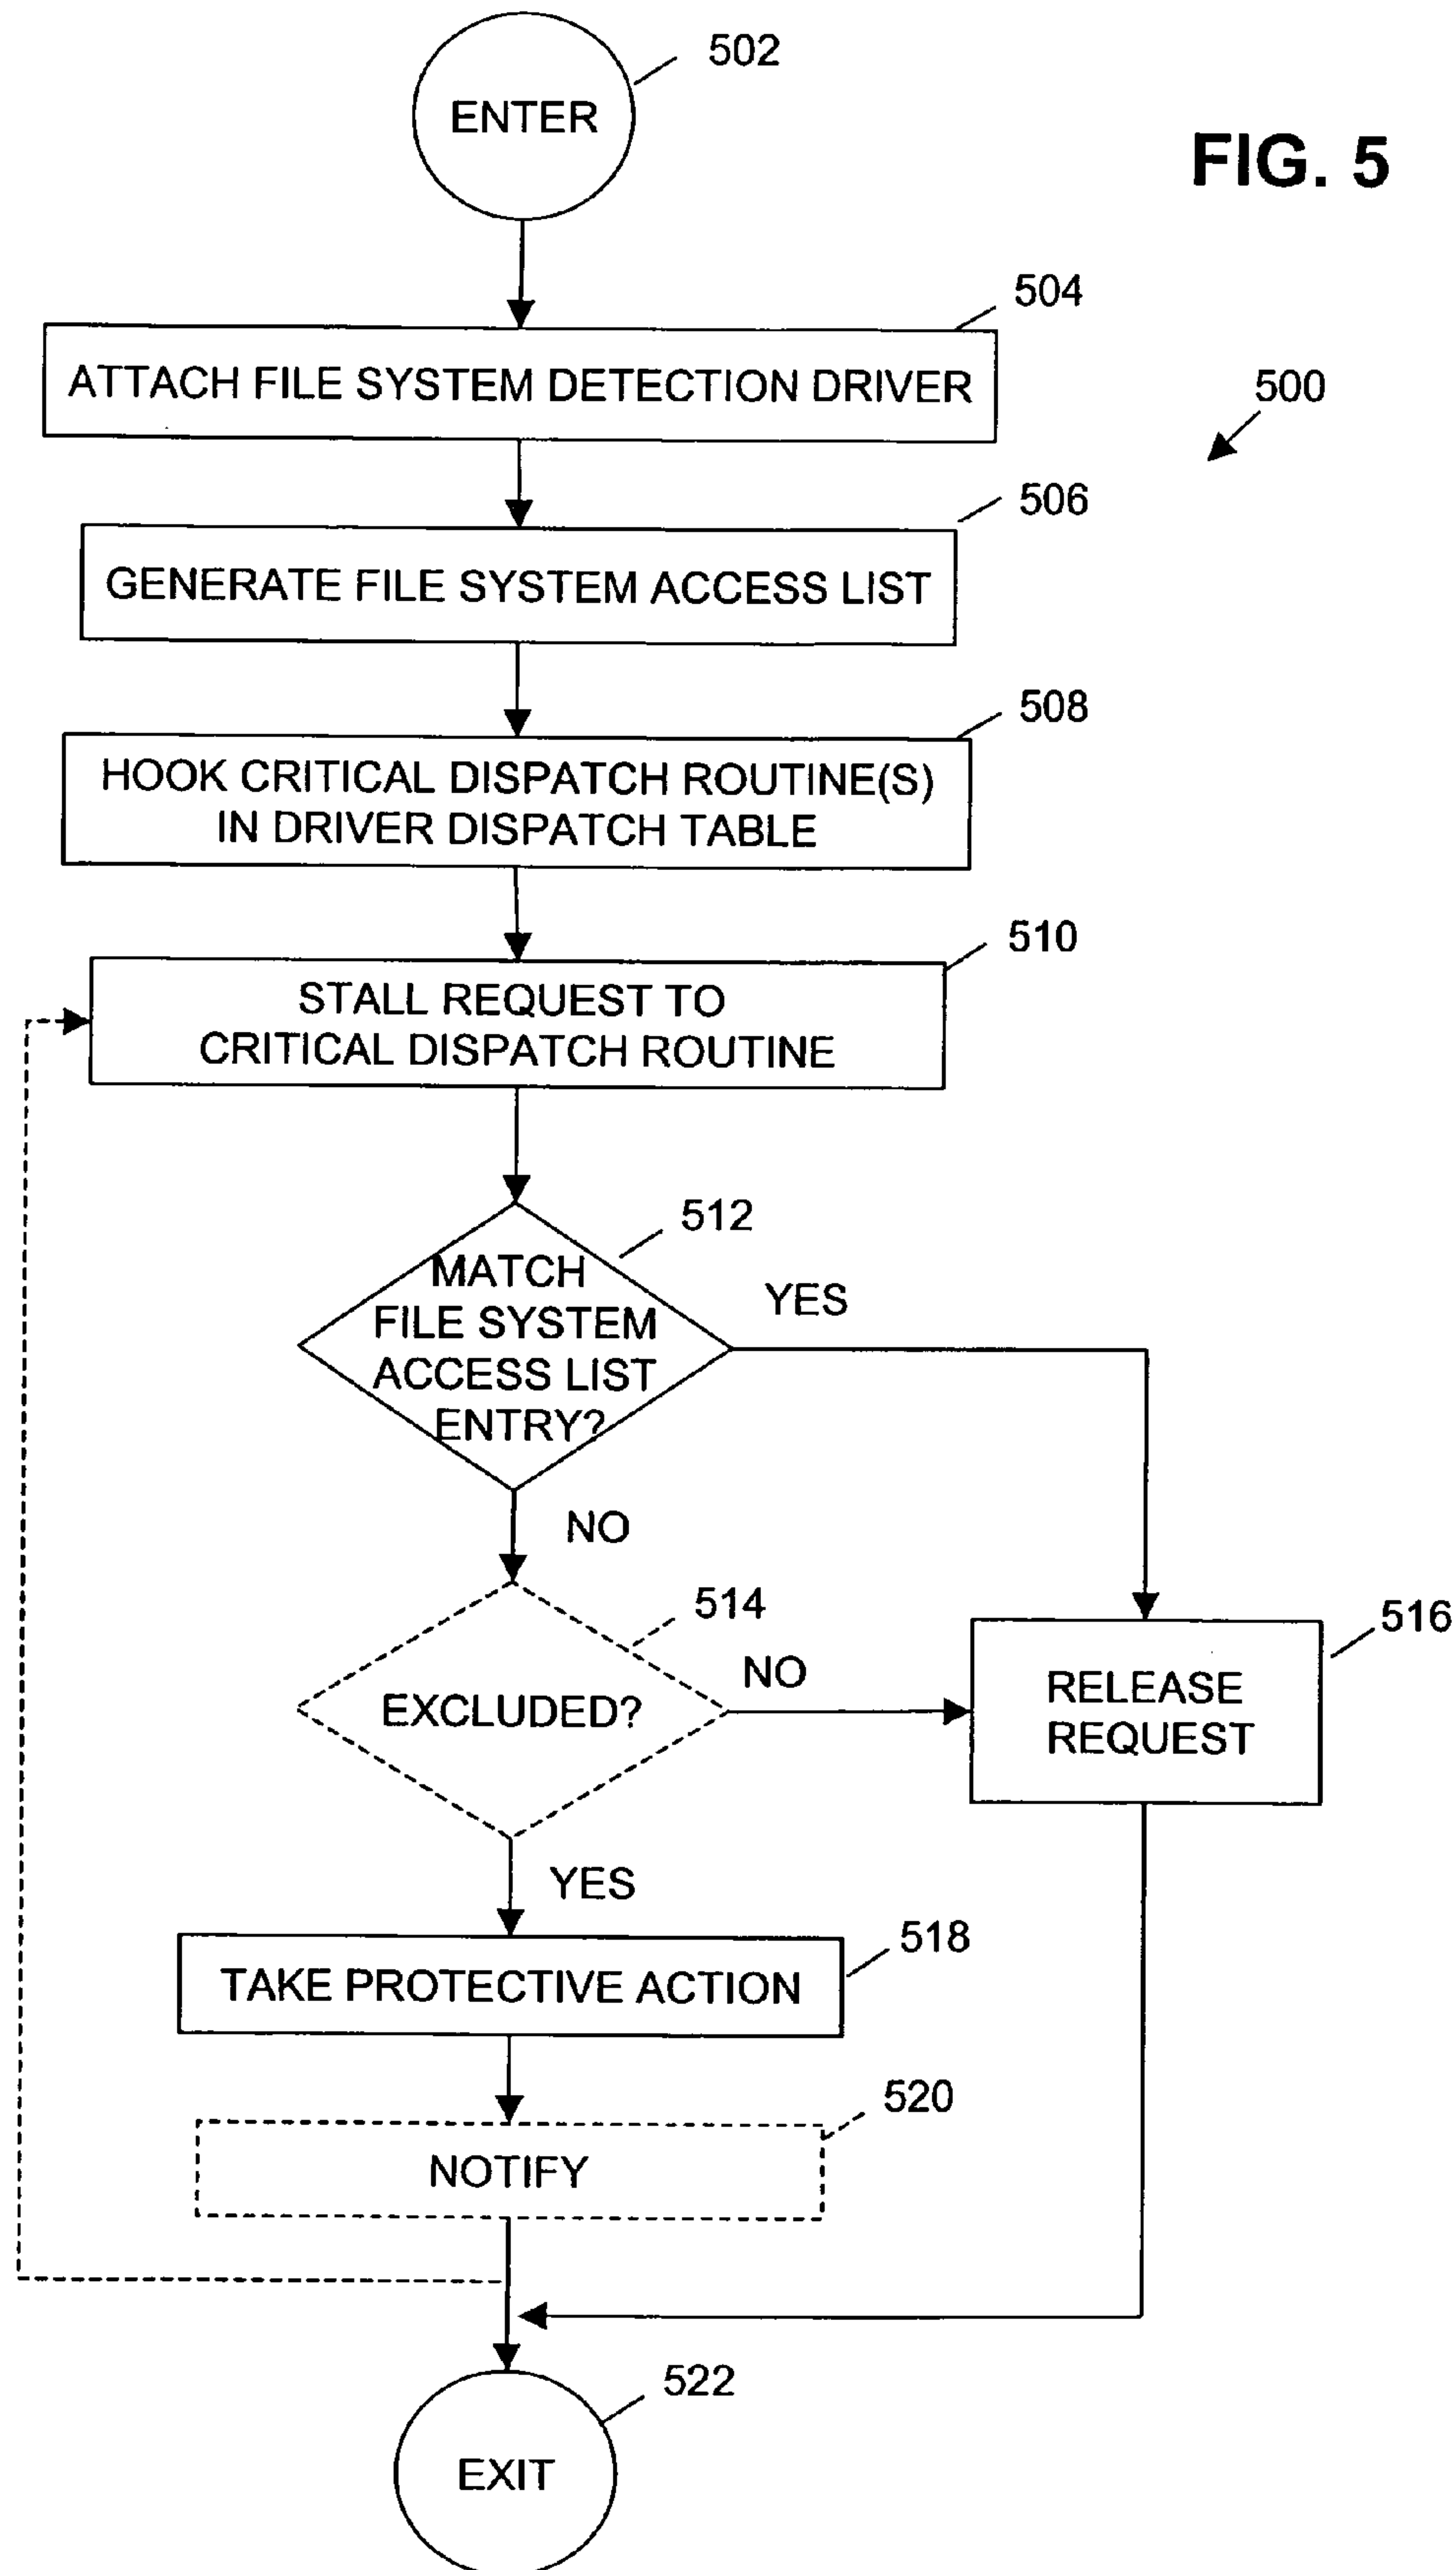 502
ENTER
FIG. 5
504
ATTACH FILE SYSTEM DETECTION DRIVER
500
506
GENERATE FILE SYSTEM ACCESS LIST
508
HOOK CRITICAL DISPATCH ROUTINE(S)
IN DRIVER DISPATCH TABLE
510
STALL REQUEST TO
CRITICAL DISPATCH ROUTINE
512
MATCH
FILE SYSTEM
ACCESS LIST
ENTRY?
YES
NO
514
EXCLUDED?
NO
516
RELEASE
REQUEST
YES
518
TAKE PROTECTIVE ACTION
520
NOTIFY
522
EXIT